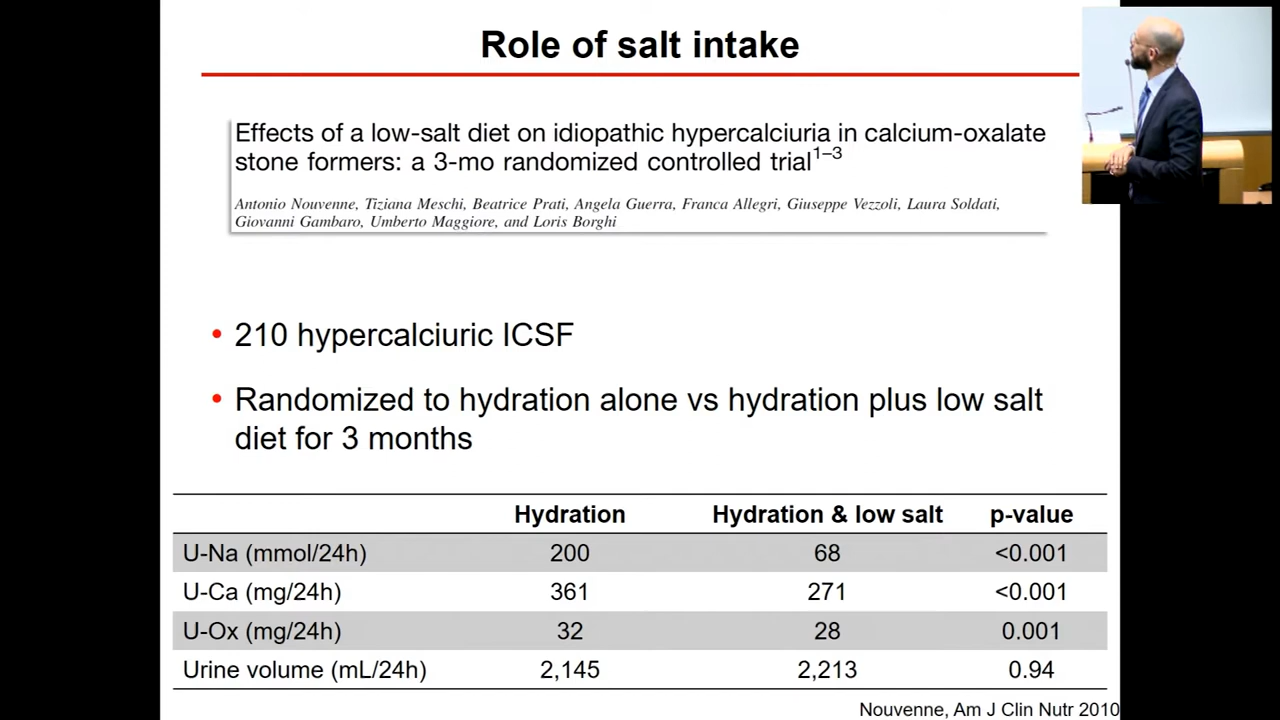 Role of salt intake
Effects of a low-salt diet on idiopathic hypercalciuria in calcium-oxalate
stone formers: a 3-mo randomized controlled trial1–3
Antonio Nouvenne, Tiziana Meschi, Beatrice Prati, Angela Guerra, Franca Allegri, Giuseppe Vezzoli, Laura Soldati,
Giovanni Gambaro, Umberto Maggiore, and Loris Borghi
• 210 hypercalciuric ICSF
• Randomized to hydration alone vs hydration plus low salt
diet for 3 months
Hydration Hydration & low salt p-value
U-Na (mmol/24h) 200 68 <0.001
U-Ca (mg/24h) 361 271 <0.001
U-Ox (mg/24h) 32 28 0.001
Urine volume (mL/24h) 2,145 2,213 0.94
Nouvenne, Am J Clin Nutr 2010